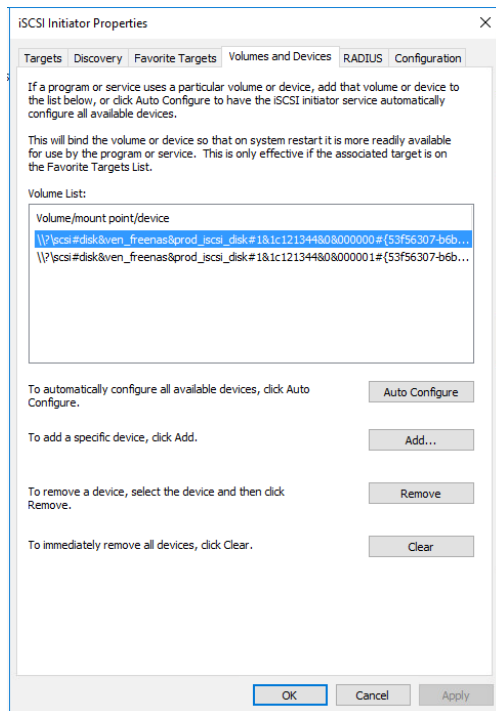 iSCSI Initiator Properties
Targets Discovery Favorite Targets Volumes and Devices RADIUS Configuration
If a program or service uses a particular volume or device, add that volume or device to
the list below, or click Auto Configure to have the iSCSI initiator service automatically
configure all available devices.
This will bind the volume or device so that on system restart it is more readily available
for use by the program or service.  This is only effective if the associated target is on
the Favorite Targets List.
Volume List:
Volume/mount point/device
\\?\scsi#disk&ven_freenas&prod_iscsi_disk#1&1c121344&0&000000#{53f56307-b6b...
\\?\scsi#disk&ven_freenas&prod_iscsi_disk#1&1c121344&0&000001#{53f56307-b6b...
To automatically configure all available devices, click Auto
Configure.
Auto Configure
To add a specific device, click Add.
Add...
To remove a device, select the device and then click
Remove.
Remove
To immediately remove all devices, click Clear.
Clear
OK Cancel Apply